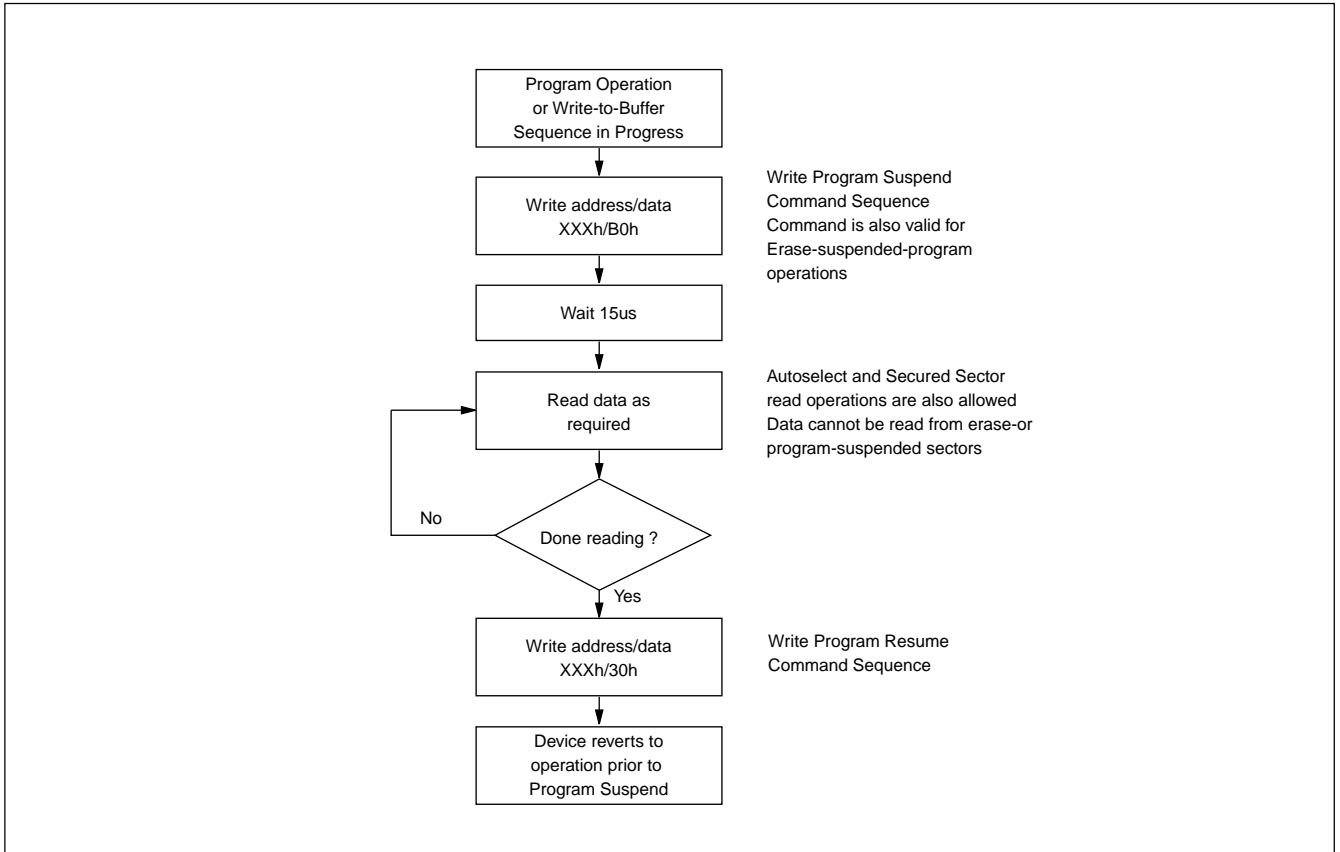 Program Operation
or Write-to-Buffer
Sequence in Progress
Write address/data
XXXh/B0h
Write Program Suspend
Command Sequence
Command is also valid for
Erase-suspended-program
operations
Wait 15us
Read data as
required
Autoselect and Secured Sector
read operations are also allowed
Data cannot be read from erase-or
program-suspended sectors
No
Done reading ?
Yes
Write address/data
XXXh/30h
Write Program Resume
Command Sequence
Device reverts to
operation prior to
Program Suspend